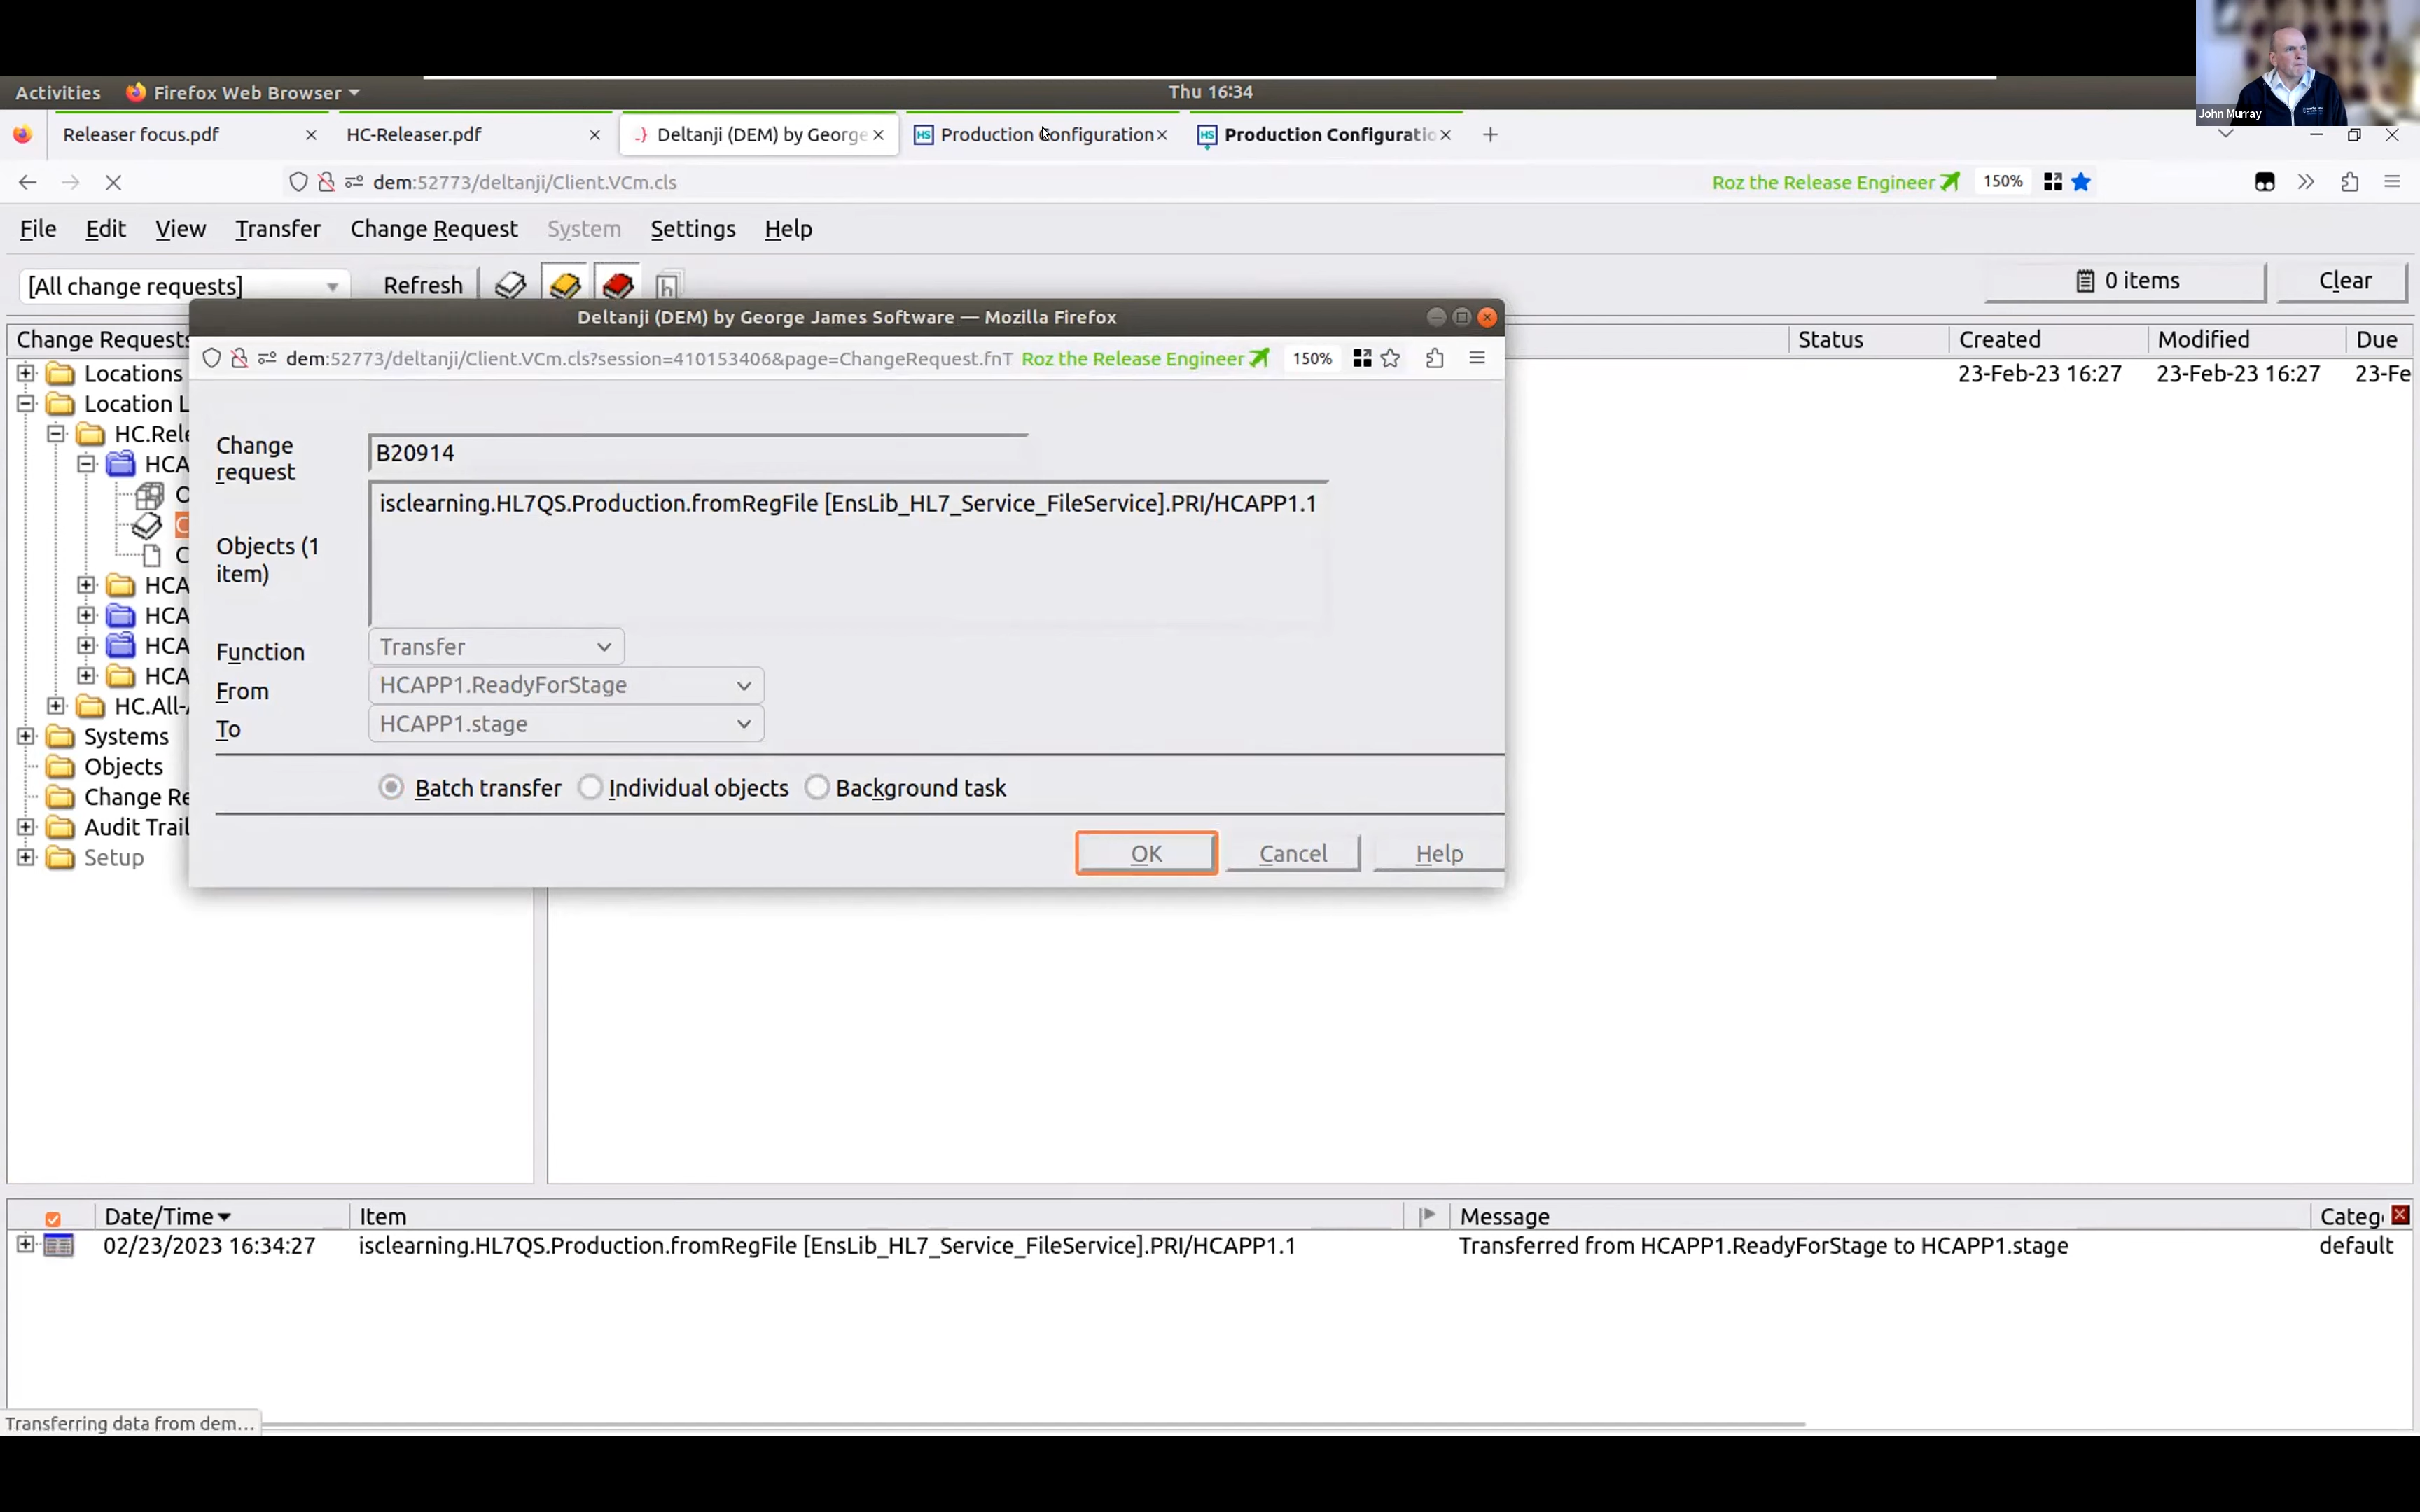 Activities Firefox Web Browser Thu 16:34
John Murray
Releaser focus.pdf HC-Releaser.pdf Deltanji (DEM) by George Production Configuration Production Configuratio
dem:52773/deltanji/Client.VCm.cls Roz the Release Engineer 150%
File Edit View Transfer Change Request System Settings Help
[All change requests] Refresh h 0 items Clear
Change Requests Status Created Modified Due
23-Feb-23 16:27 23-Feb-23 16:27 23-Fe
Locations
Location L
HC.Rele
HCA
O
C
C
HCA
HCA
HCA
HCA
HC.All-
Systems
Objects
Change Re
Audit Trail
Setup
Deltanji (DEM) by George James Software — Mozilla Firefox
dem:52773/deltanji/Client.VCm.cls?session=410153406&page=ChangeRequest.fnT Roz the Release Engineer 150%
Change request B20914
Objects (1 item) isclearning.HL7QS.Production.fromRegFile [EnsLib_HL7_Service_FileService].PRI/HCAPP1.1
Function Transfer
From HCAPP1.ReadyForStage
To HCAPP1.stage
Batch transfer Individual objects Background task
OK Cancel Help
Date/Time Item Message Categ
02/23/2023 16:34:27 isclearning.HL7QS.Production.fromRegFile [EnsLib_HL7_Service_FileService].PRI/HCAPP1.1 Transferred from HCAPP1.ReadyForStage to HCAPP1.stage default
Transferring data from dem...